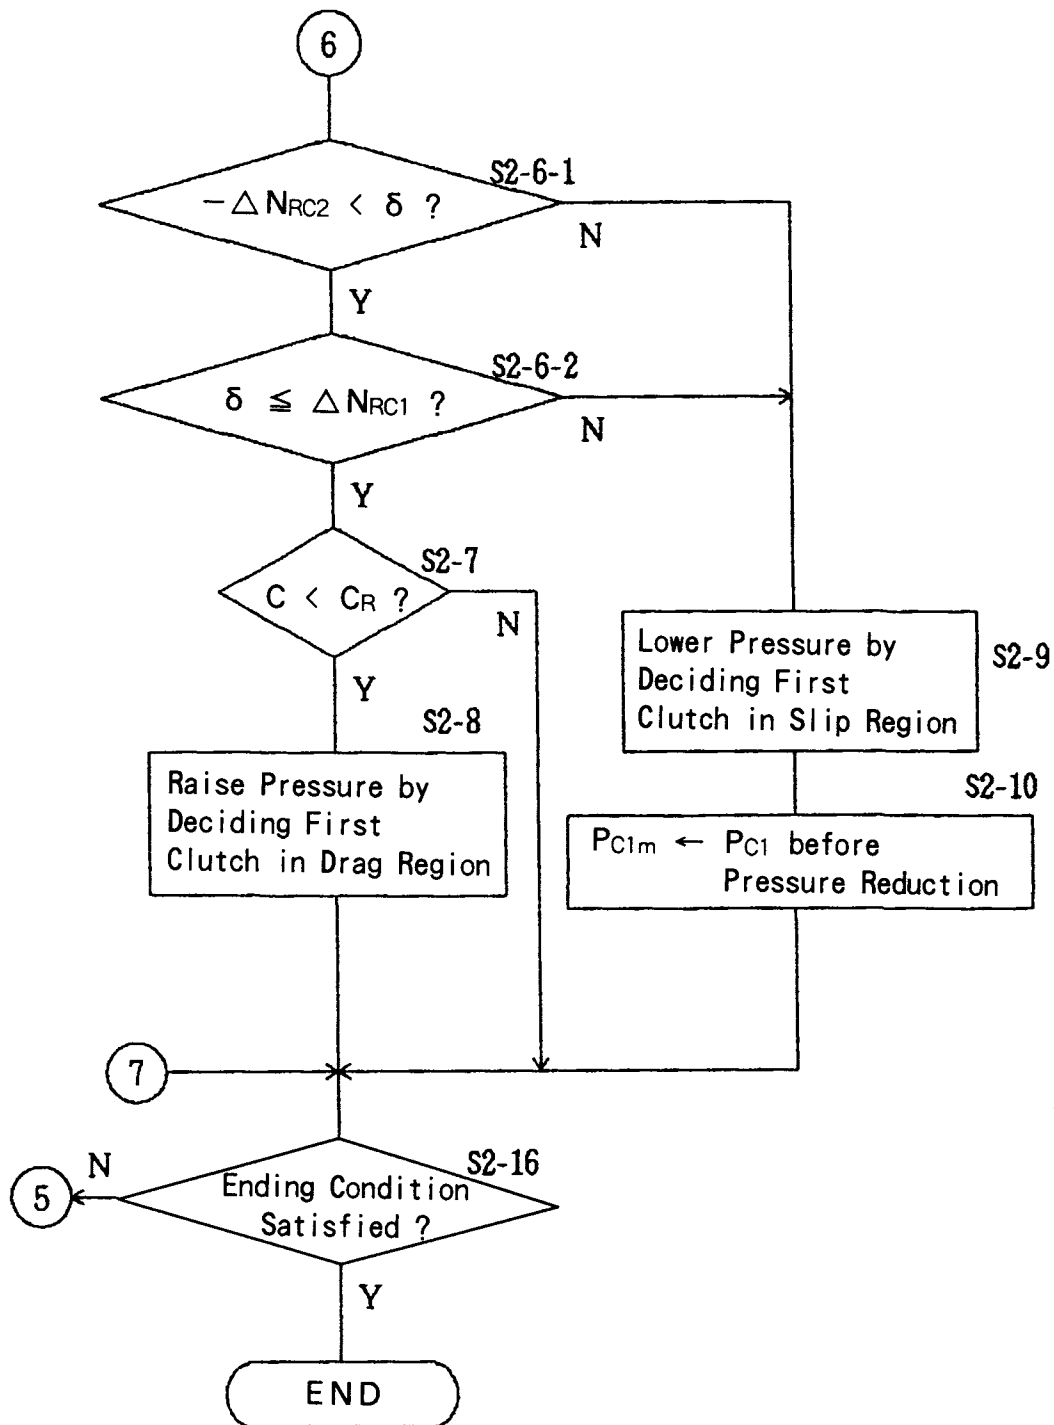 6
S2-6-1
−△NRC2 < δ ?
N
Y
S2-6-2
δ ≦ △NRC1 ?
N
Y
S2-7
C < CR ?
N
Y
Lower Pressure by
Deciding First
Clutch in Slip Region
S2-9
S2-8
Raise Pressure by
Deciding First
Clutch in Drag Region
S2-10
PC1m ← PC1 before
Pressure Reduction
7
S2-16
Ending Condition
Satisfied ?
N
5
Y
END